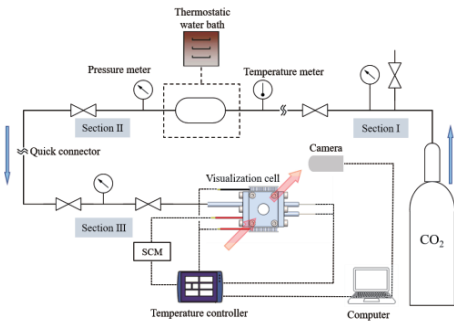 Thermostatic
water bath
Pressure meter
Temperature meter
Section II
Section I
Quick connector
Camera
Visualization cell
Section III
SCM
CO2
Temperature controller
Computer